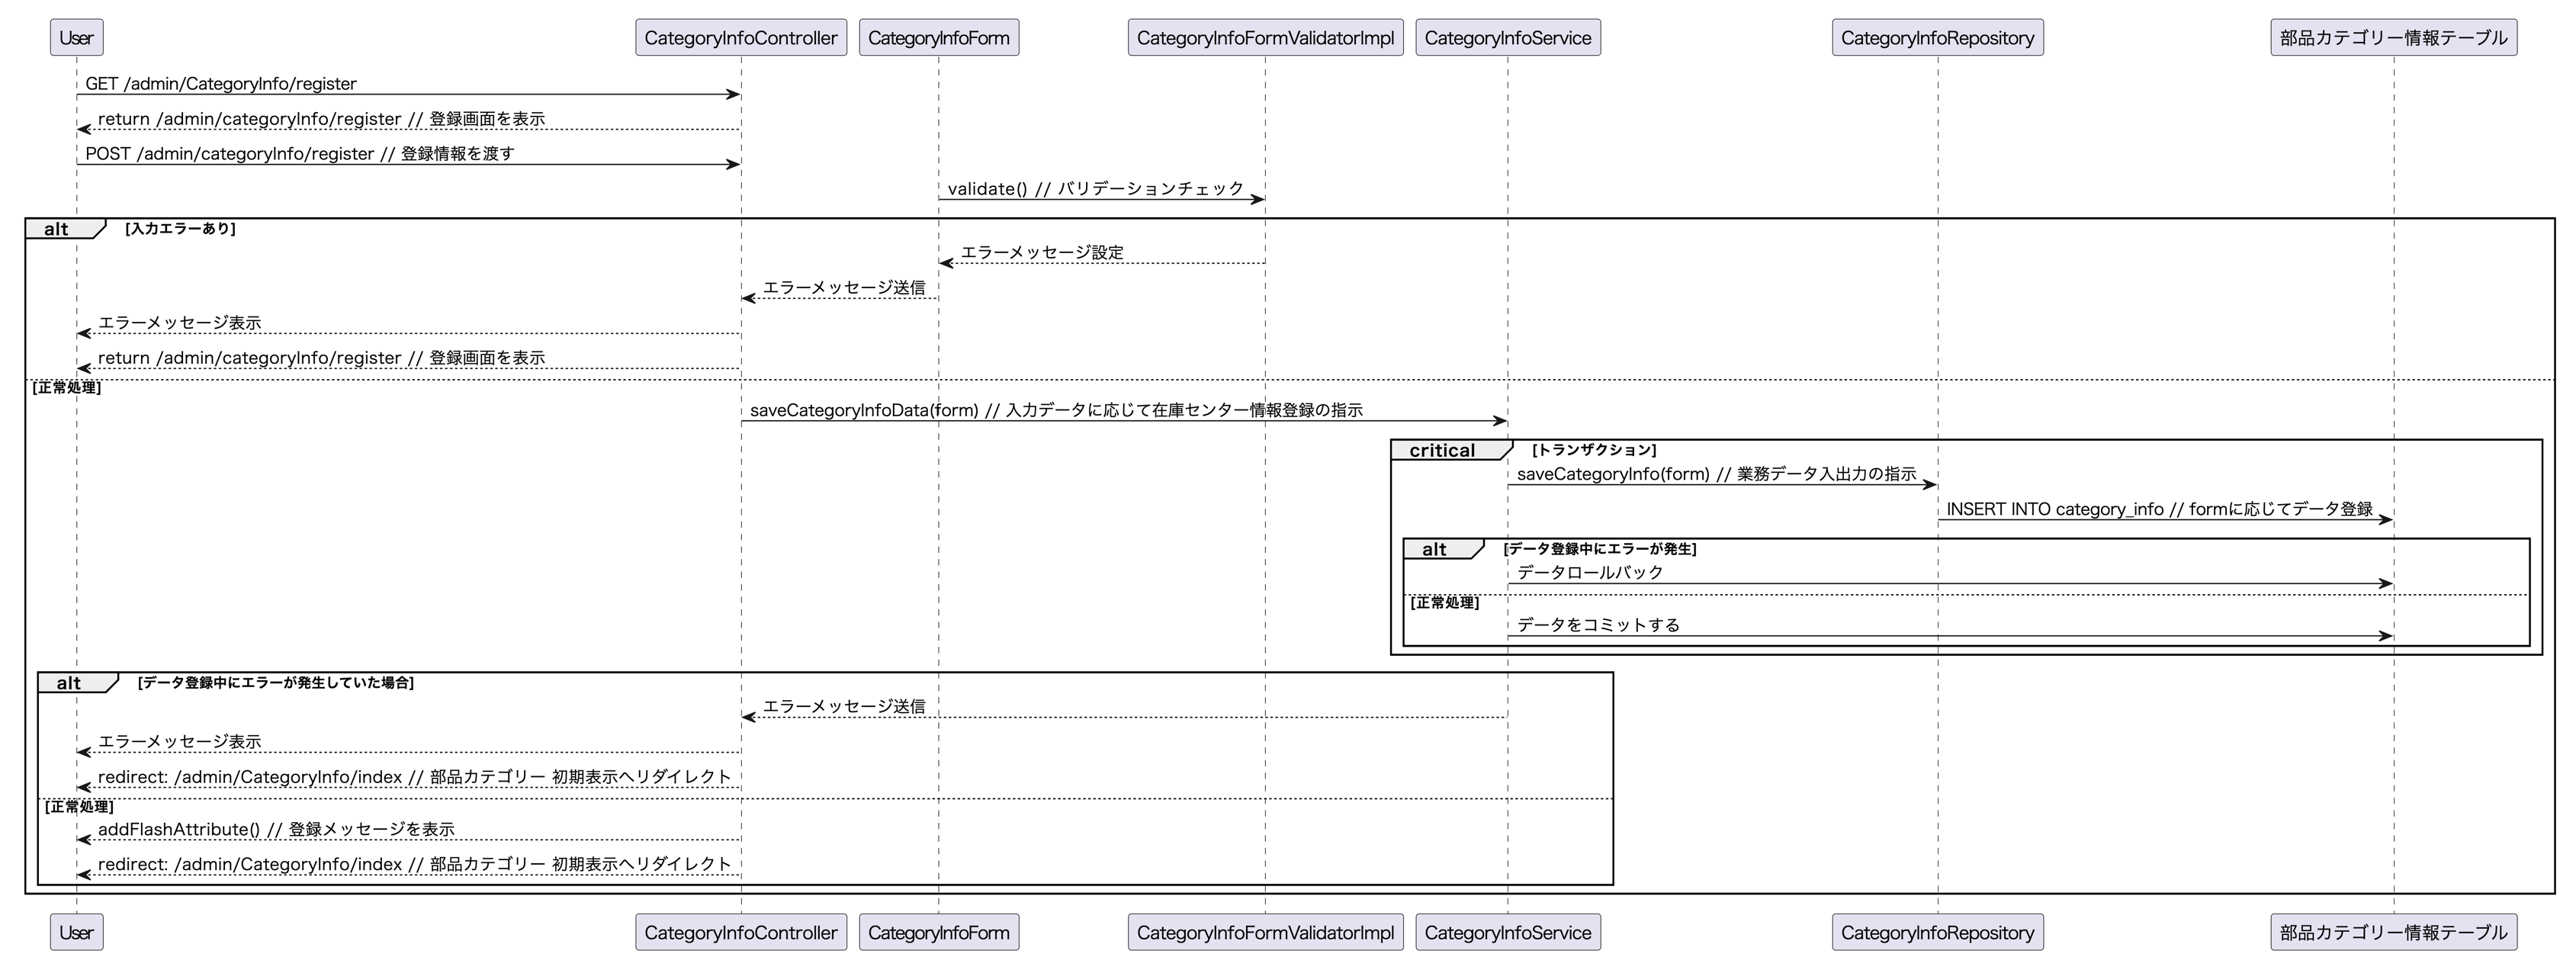 User
CategoryInfoController
CategoryInfoForm
CategoryInfoFormValidatorImpl
CategoryInfoService
CategoryInfoRepository
部品カテゴリー情報テーブル
GET /admin/CategoryInfo/register
return /admin/categoryInfo/register // 登録画面を表示
POST /admin/categoryInfo/register // 登録情報を渡す
validate() // バリデーションチェック
alt
[入力エラーあり]
エラーメッセージ設定
エラーメッセージ送信
エラーメッセージ表示
return /admin/categoryInfo/register // 登録画面を表示
[正常処理]
saveCategoryInfoData(form) // 入力データに応じて在庫センター情報登録の指示
critical
[トランザクション]
saveCategoryInfo(form) // 業務データ入出力の指示
INSERT INTO category_info // formに応じてデータ登録
alt
[データ登録中にエラーが発生]
データロールバック
[正常処理]
データをコミットする
alt
[データ登録中にエラーが発生していた場合]
エラーメッセージ送信
エラーメッセージ表示
redirect: /admin/CategoryInfo/index // 部品カテゴリー 初期表示へリダイレクト
[正常処理]
addFlashAttribute() // 登録メッセージを表示
redirect: /admin/CategoryInfo/index // 部品カテゴリー 初期表示へリダイレクト
User
CategoryInfoController
CategoryInfoForm
CategoryInfoFormValidatorImpl
CategoryInfoService
CategoryInfoRepository
部品カテゴリー情報テーブル